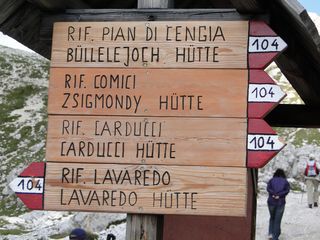 RIF. PIAN DI CENGIA
BÜLLELEJOCH HÜTTE
104
RIF. COMICI
ZSIGMONDY HÜTTE
104
RIF. CARDUCCI
CARDUCCI HÜTTE
104
RIF. LAVAREDO
LAVAREDO HÜTTE
104